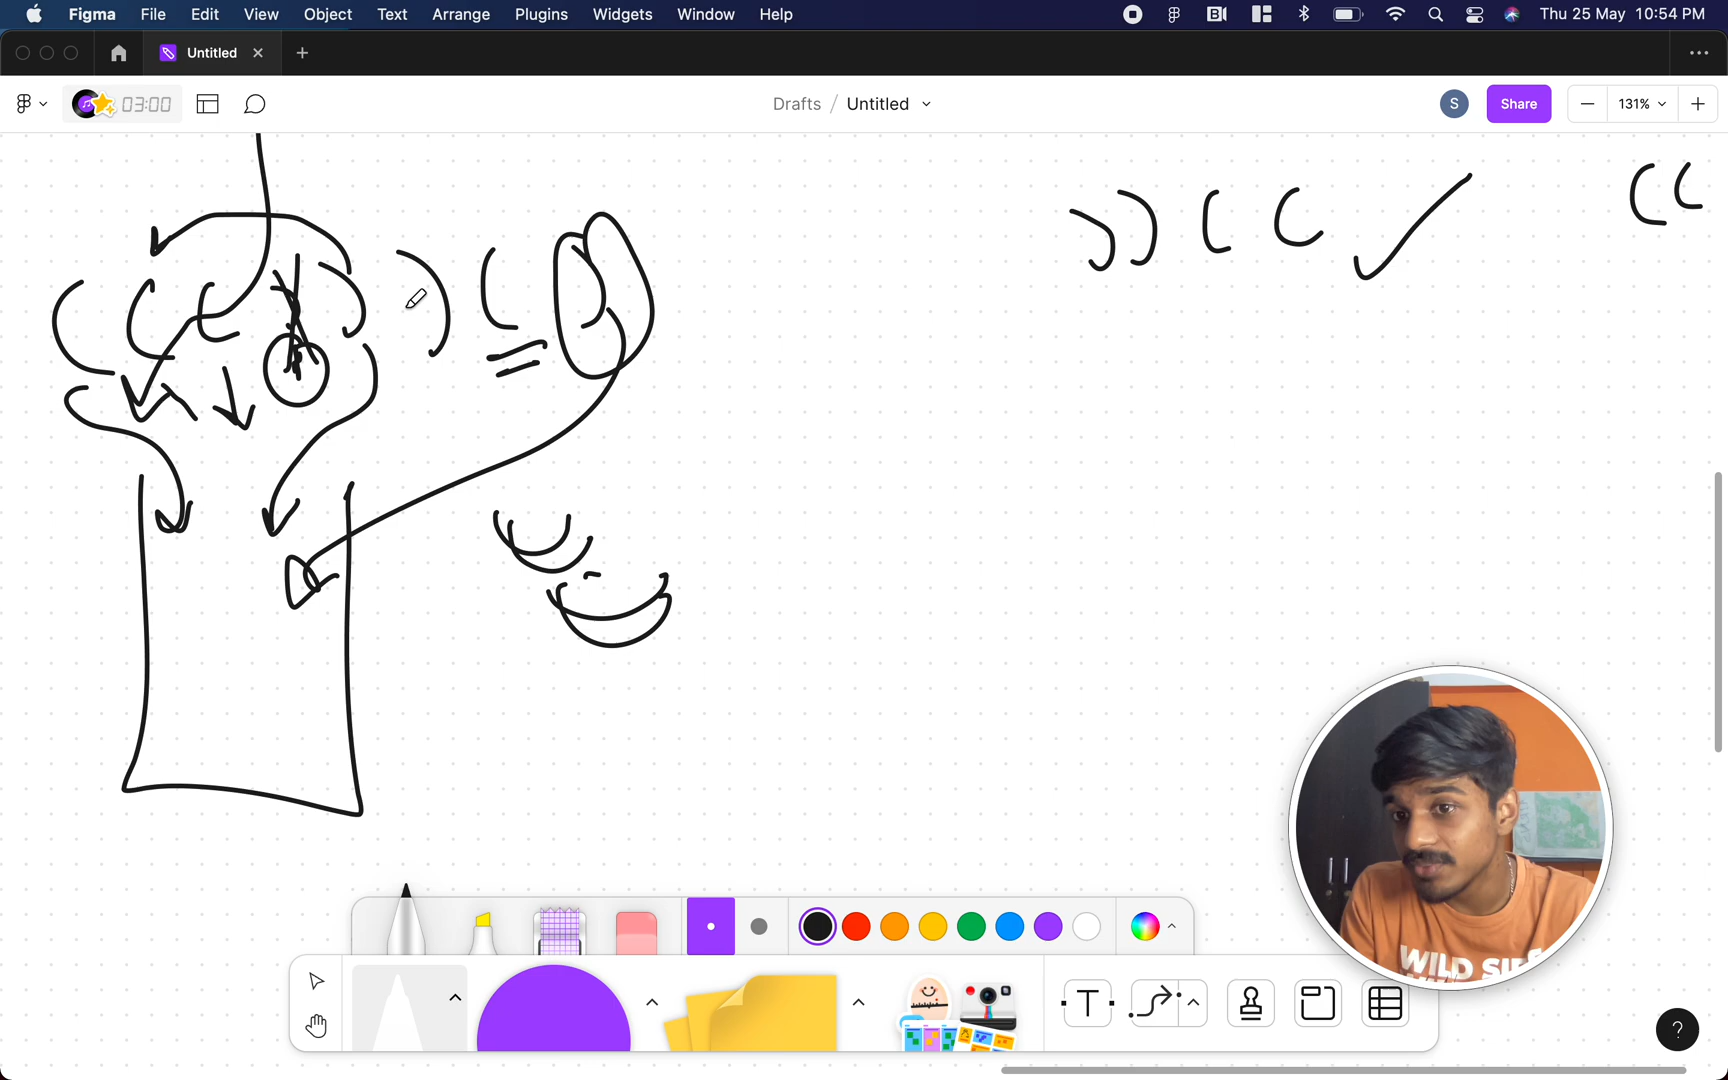 Figma File Edit View Object Text Arrange Plugins Widgets Window Help Thu 25 May 10:54 PM
Untitled
03:00 Drafts / Untitled S Share 131%
) ) ( ( ( (
( ( ( ) ) (
T
?
WILD